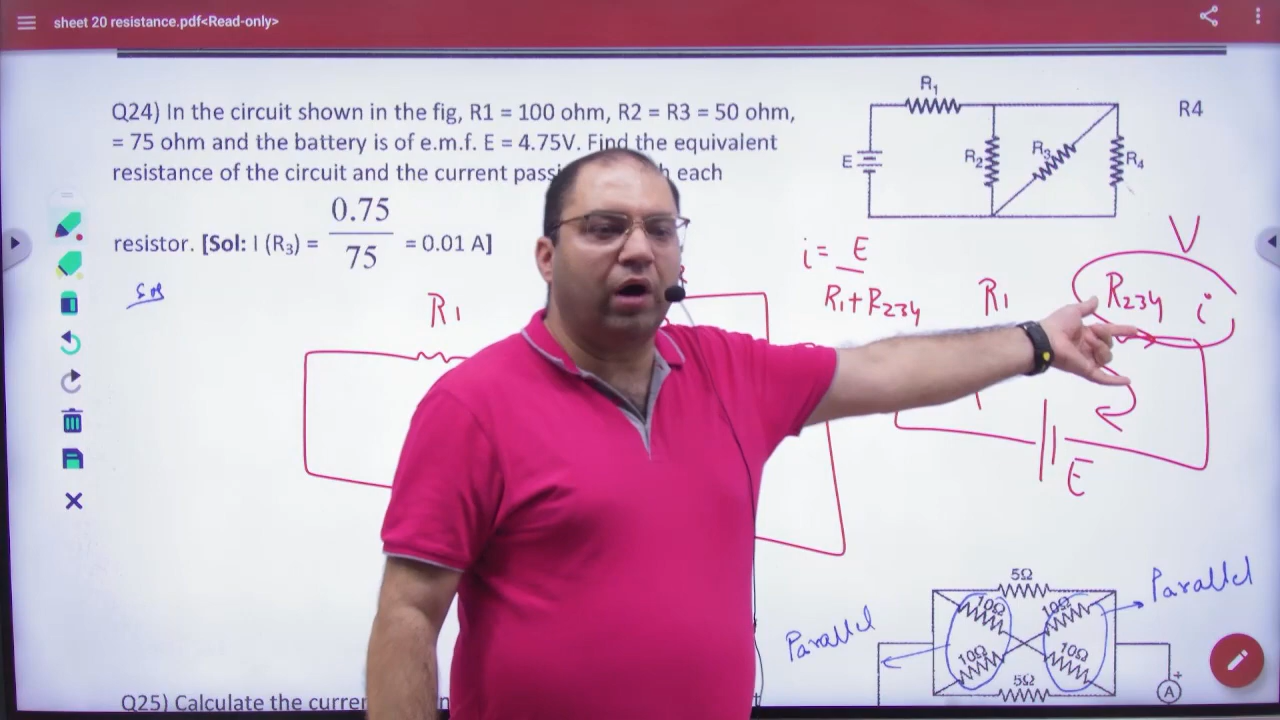 sheet 20 resistance.pdf<Read-only>
Q24) In the circuit shown in the fig, R1 = 100 ohm, R2 = R3 = 50 ohm,
R4
= 75 ohm and the battery is of e.m.f. E = 4.75V. Find the equivalent
resistance of the circuit and the current each
resistor. [Sol: I (R₃) = 0.75
75 = 0.01 A]
Sol
R₁
E
R₂
R₃
R₄
V
i = E
R1+R234
R1
R234
i
R1
E
5Ω
10Ω
10Ω
Parallel
Parallel
10Ω
10Ω
5Ω
A
+
Q25) Calculate the